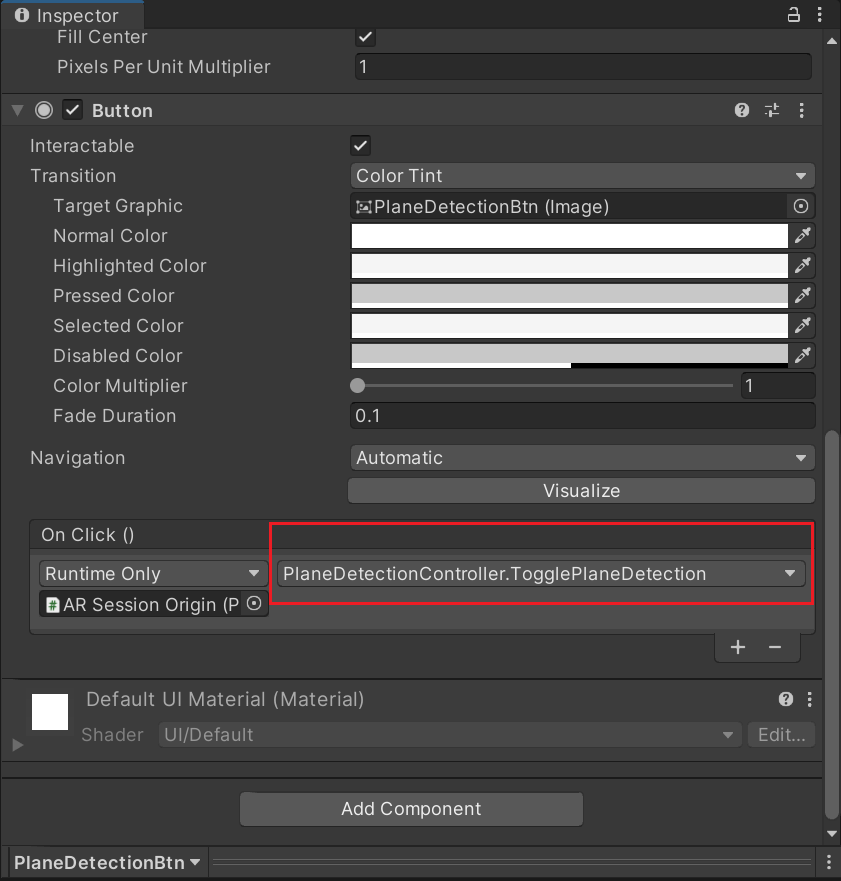 Inspector
Fill Center
Pixels Per Unit Multiplier 1
Button
Interactable
Transition Color Tint
Target Graphic PlaneDetectionBtn (Image)
Normal Color
Highlighted Color
Pressed Color
Selected Color
Disabled Color
Color Multiplier 1
Fade Duration 0.1
Navigation Automatic
Visualize
On Click ()
Runtime Only PlaneDetectionController.TogglePlaneDetection
AR Session Origin (P
Default UI Material (Material)
Shader UI/Default Edit...
Add Component
PlaneDetectionBtn